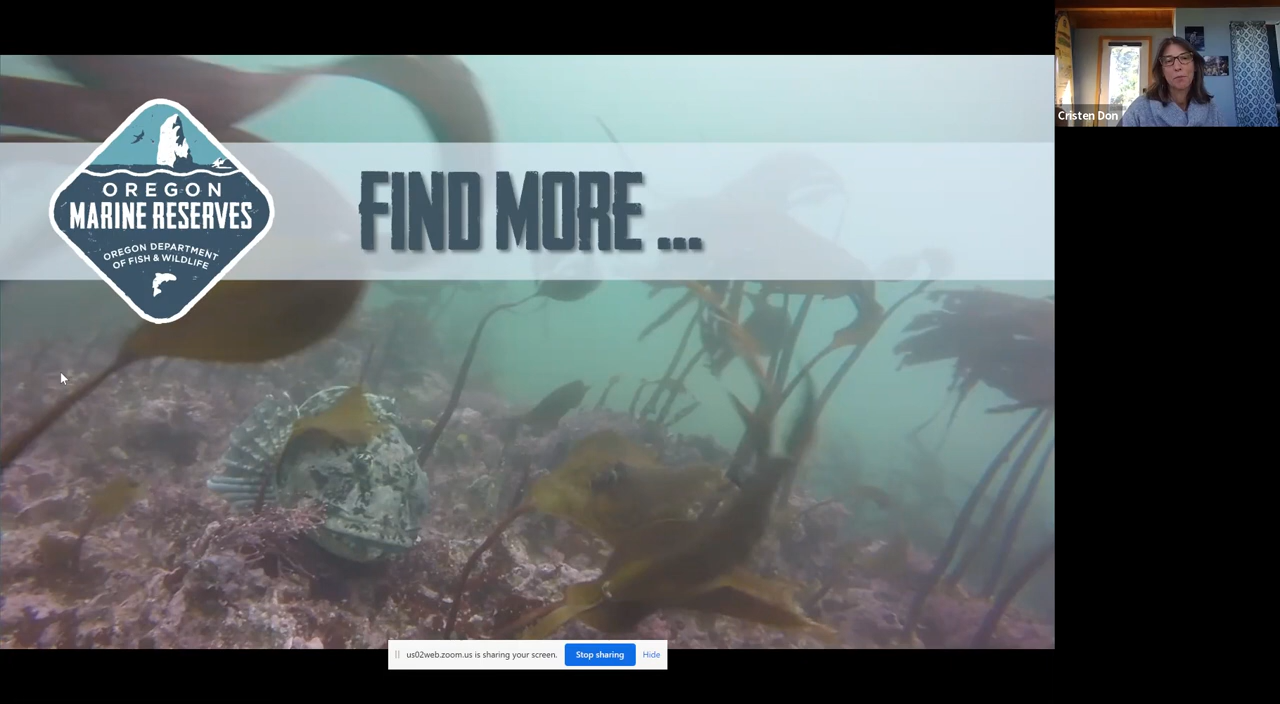 OREGON
MARINE RESERVES
OREGON DEPARTMENT
OF FISH & WILDLIFE
FIND MORE ...
Cristen Don
us02web.zoom.us is sharing your screen.
Stop sharing
Hide